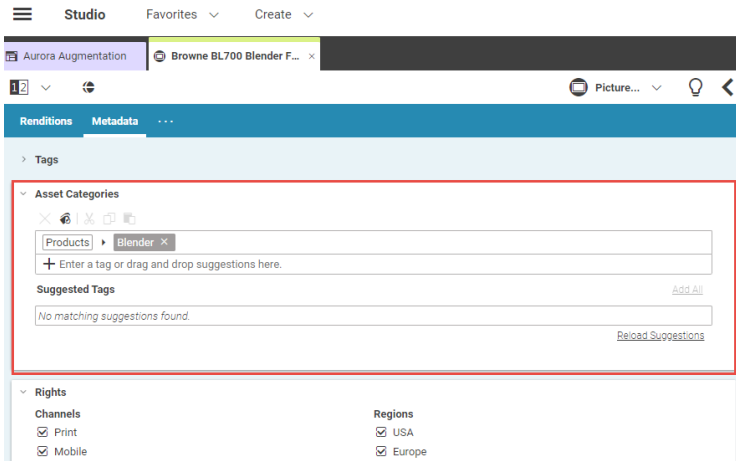 Studio Favorites Create
Aurora Augmentation Browne BL700 Blender F... ×
12 Picture...
Renditions Metadata ...
Tags
Asset Categories
Products Blender ×
Enter a tag or drag and drop suggestions here.
Suggested Tags Add All
No matching suggestions found.
Reload Suggestions
Rights
Channels Regions
Print USA
Mobile Europe